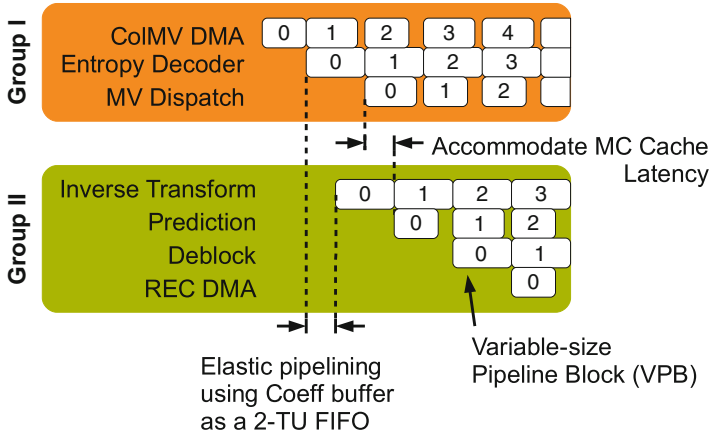 Group I
ColMV DMA 0 1 2 3 4
Entropy Decoder 0 1 2 3
MV Dispatch 0 1 2
Accommodate MC Cache
Latency
Group II
Inverse Transform 0 1 2 3
Prediction 0 1 2
Deblock 0 1
REC DMA 0
Elastic pipelining
using Coeff buffer
as a 2-TU FIFO
Variable-size
Pipeline Block (VPB)